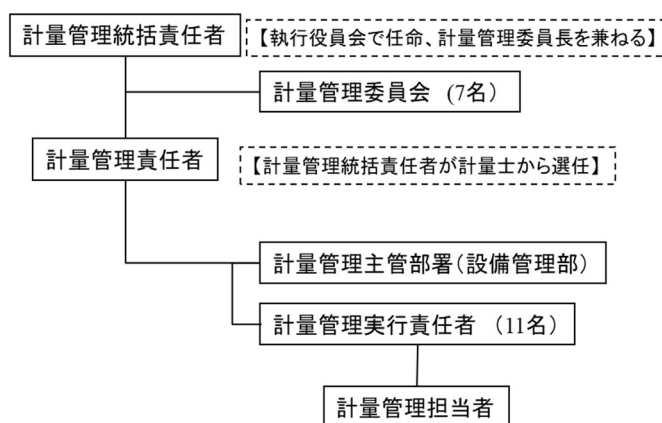 計量管理統括責任者
【執行役員会で任命、計量管理委員長を兼ねる】
計量管理委員会 (7名)
計量管理責任者
【計量管理統括責任者が計量士から選任】
計量管理主管部署(設備管理部)
計量管理実行責任者 (11名)
計量管理担当者